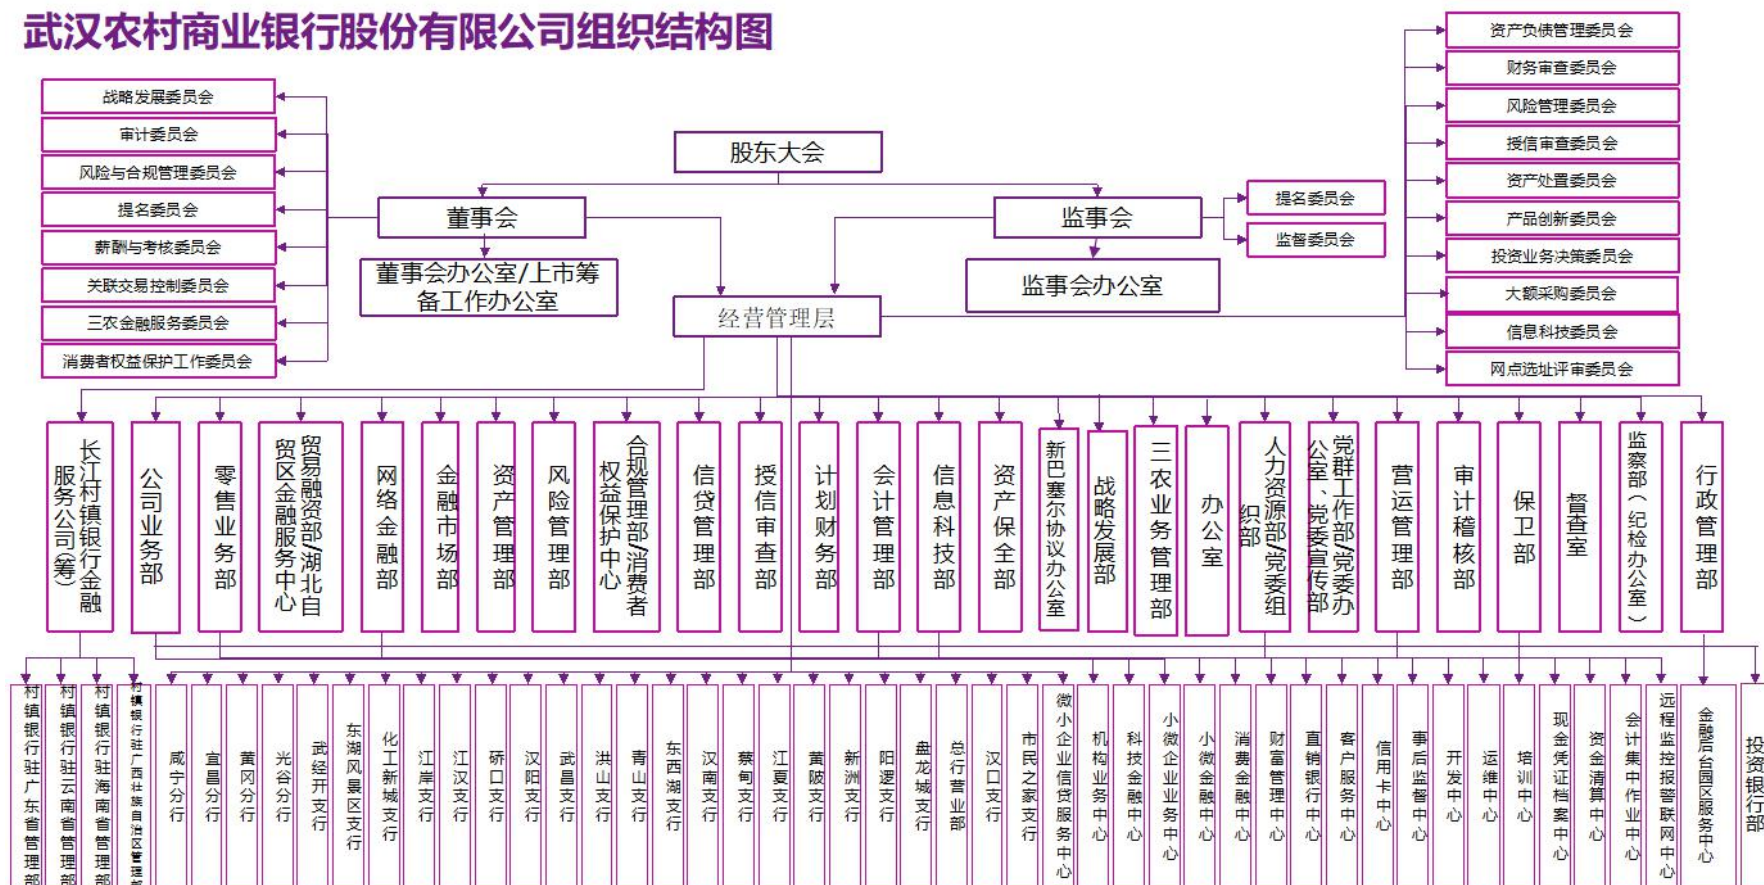 武汉农村商业银行股份有限公司组织结构图
战略发展委员会
审计委员会
风险与合规管理委员会
提名委员会
薪酬与考核委员会
关联交易控制委员会
三农金融服务委员会
消费者权益保护工作委员会
股东大会
董事会
监事会
提名委员会
监督委员会
董事会办公室/上市筹
备工作办公室
监事会办公室
经营管理层
资产负债管理委员会
财务审查委员会
风险管理委员会
授信审查委员会
资产处置委员会
产品创新委员会
投资业务决策委员会
大额采购委员会
信息科技委员会
网点选址评审委员会
长江村镇银行金融
服务公司(筹)
公司业务部
零售业务部
贸易融资部/湖北自
贸区金融服务中心
网络金融部
金融市场部
资产管理部
风险管理部
合规管理部/消费者
权益保护中心
信贷管理部
授信审查部
计划财务部
会计管理部
信息科技部
资产保全部
新巴塞尔协议办公室
战略发展部
三农业务管理部
办公室
人力资源部/党委组
织部
党群工作部/党委办
公室、党委宣传部
营运管理部
审计稽核部
保卫部
督查室
监察部(纪检办公室)
行政管理部
村镇银行驻广东省管理部
村镇银行驻云南省管理部
村镇银行驻海南省管理部
村镇银行驻广西壮族自治区管理部
咸宁分行
宜昌分行
黄冈分行
光谷分行
武经开支行
东湖风景区支行
化工新城支行
江岸支行
江汉支行
硚口支行
汉阳支行
武昌支行
洪山支行
青山支行
东西湖支行
汉南支行
蔡甸支行
江夏支行
黄陂支行
新洲支行
阳逻支行
盘龙城支行
总行营业部
汉口支行
市民之家支行
微小企业信贷服务中心
机构业务中心
科技金融中心
小微企业业务中心
小微金融中心
消费金融中心
财富管理中心
直销银行中心
客户服务中心
信用卡中心
事后监督中心
开发中心
运维中心
培训中心
现金凭证档案中心
资金清算中心
会计集中作业中心
远程监控报警联网中心
金融后台园区服务中心
投资银行部